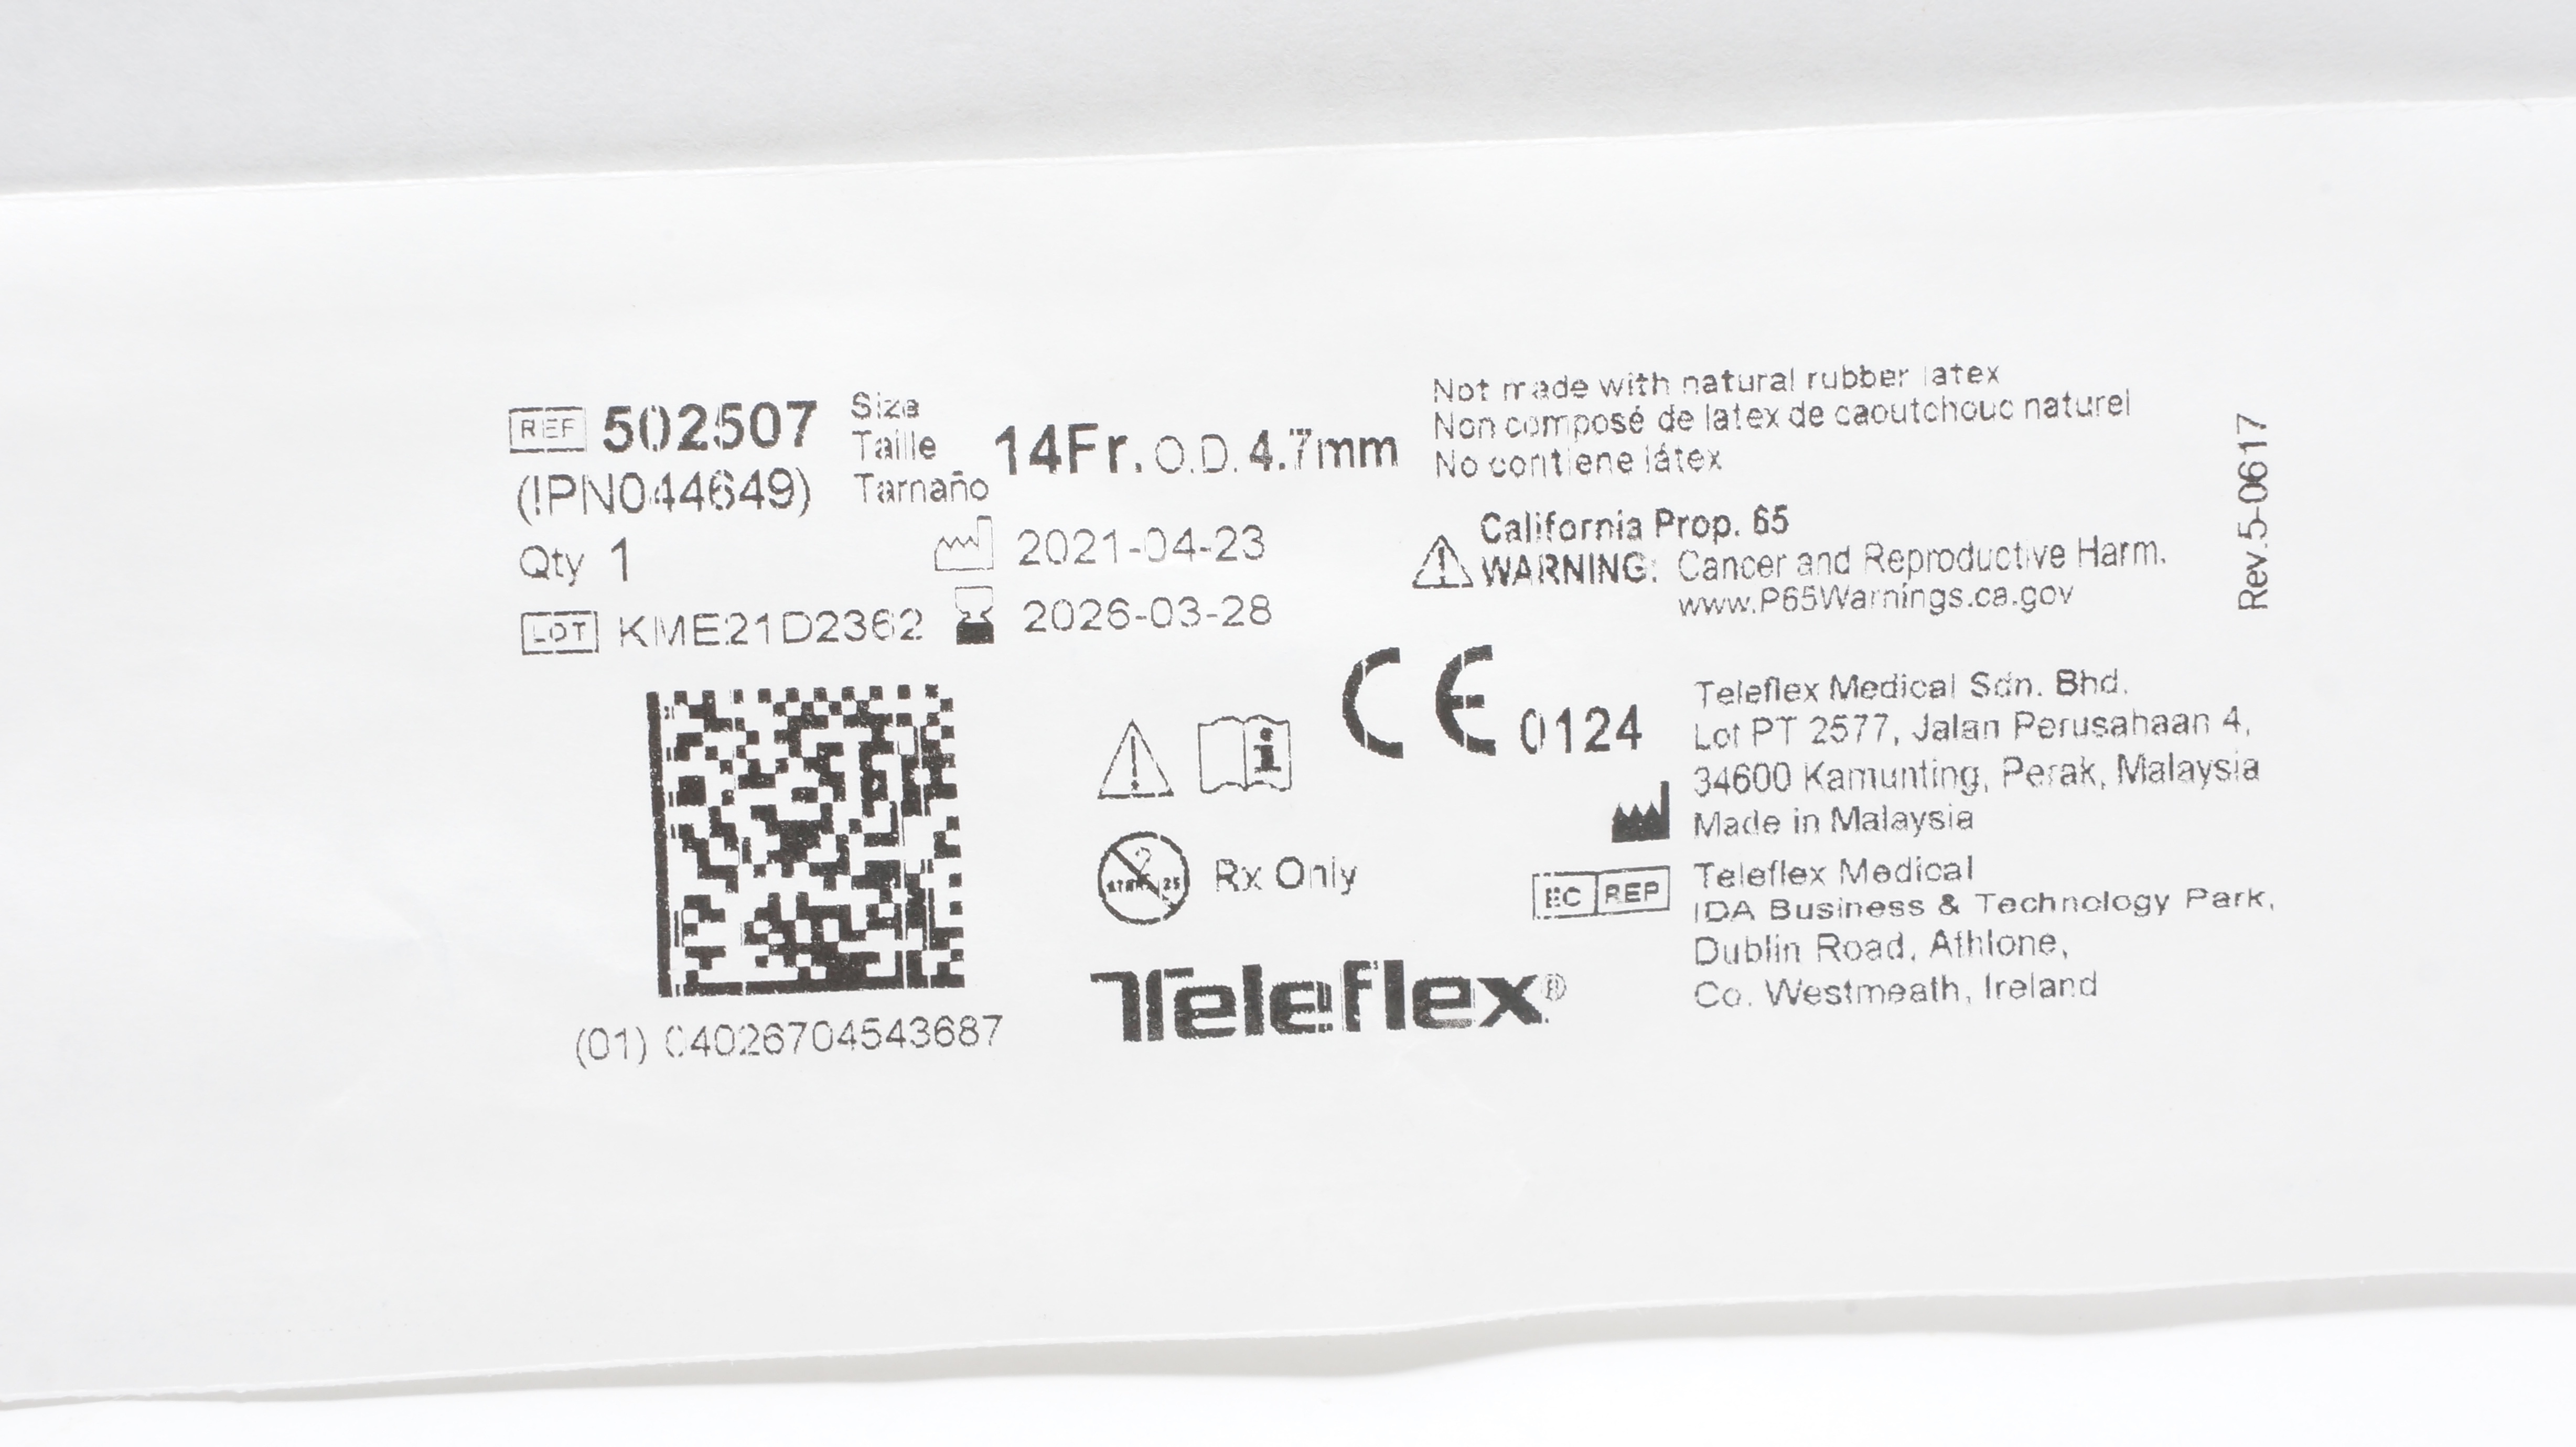 REF 502507
(IPN044649)
Qty 1
LOT KME21D2362
Size
Taille
Tamaño
14Fr. O.D. 4.7mm
2021-04-23
2026-03-28
Not made with natural rubber latex
Non composé de latex de caoutchouc naturel
No contiene látex
California Prop. 65
WARNING: Cancer and Reproductive Harm.
www.P65Warnings.ca.gov
Rev.5-0617
(01) 04026704543687
i
2
Rx Only
Teleflex®
CE 0124
Teleflex Medical Sdn. Bhd.
Lot PT 2577, Jalan Perusahaan 4,
34600 Kamunting, Perak, Malaysia
Made in Malaysia
EC REP
Teleflex Medical
IDA Business & Technology Park,
Dublin Road, Athlone,
Co. Westmeath, Ireland